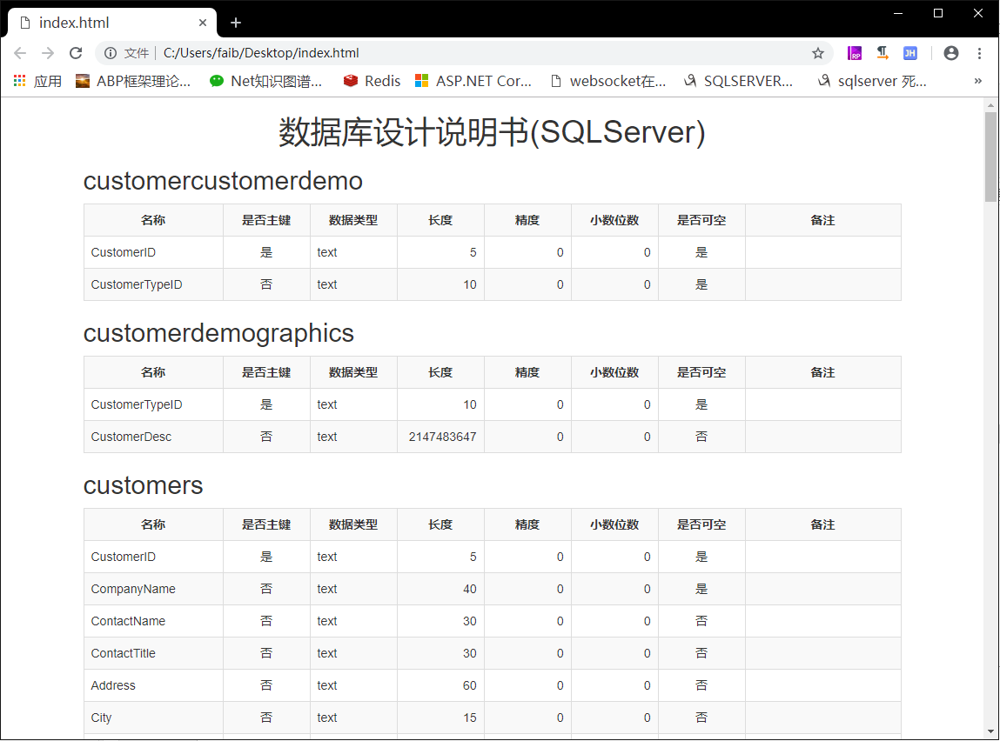 index.html
文件 C:/Users/faib/Desktop/index.html
RP JH
应用 ABP框架理论... Net知识图谱... Redis ASP.NET Cor... websocket在... SQLSERVER... sqlserver 死... »
数据库设计说明书(SQLServer)
customercustomerdemo
名称 是否主键 数据类型 长度 精度 小数位数 是否可空 备注
CustomerID 是 text 5 0 0 是
CustomerTypeID 否 text 10 0 0 是
customerdemographics
名称 是否主键 数据类型 长度 精度 小数位数 是否可空 备注
CustomerTypeID 是 text 10 0 0 是
CustomerDesc 否 text 2147483647 0 0 否
customers
名称 是否主键 数据类型 长度 精度 小数位数 是否可空 备注
CustomerID 是 text 5 0 0 是
CompanyName 否 text 40 0 0 是
ContactName 否 text 30 0 0 否
ContactTitle 否 text 30 0 0 否
Address 否 text 60 0 0 否
City 否 text 15 0 0 否